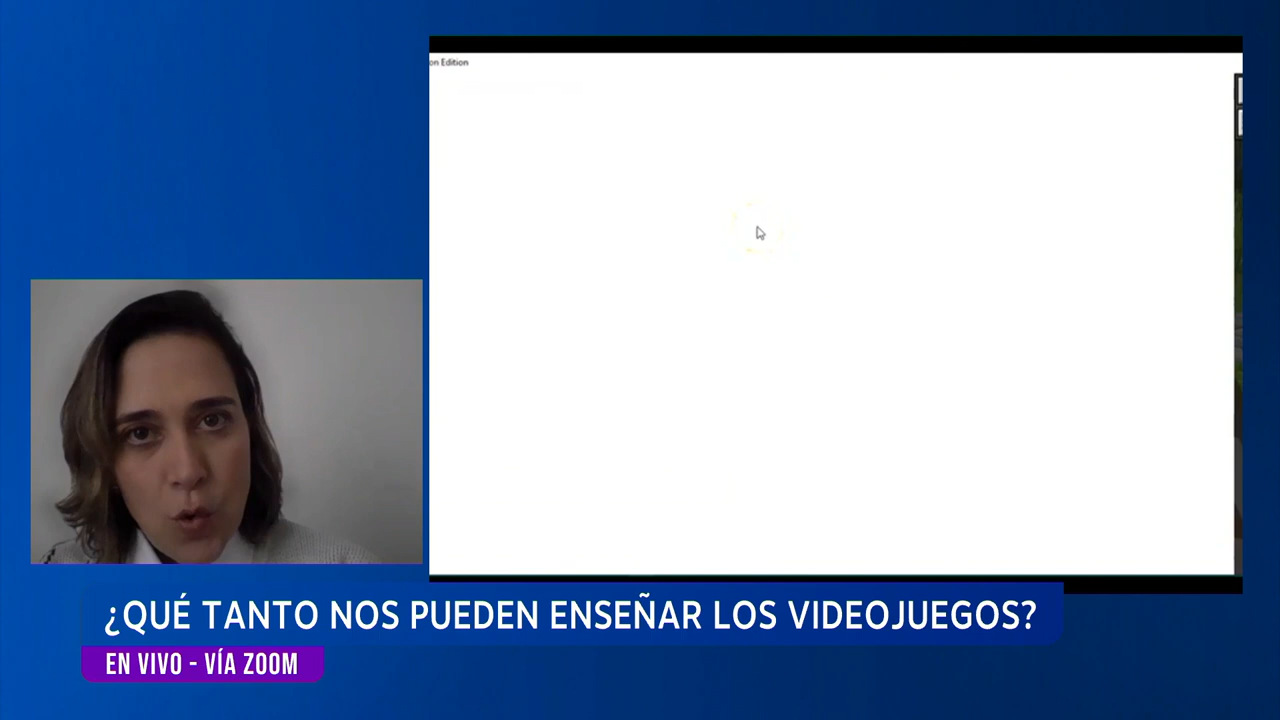 on Edition
¿QUÉ TANTO NOS PUEDEN ENSEÑAR LOS VIDEOJUEGOS?
EN VIVO - VÍA ZOOM